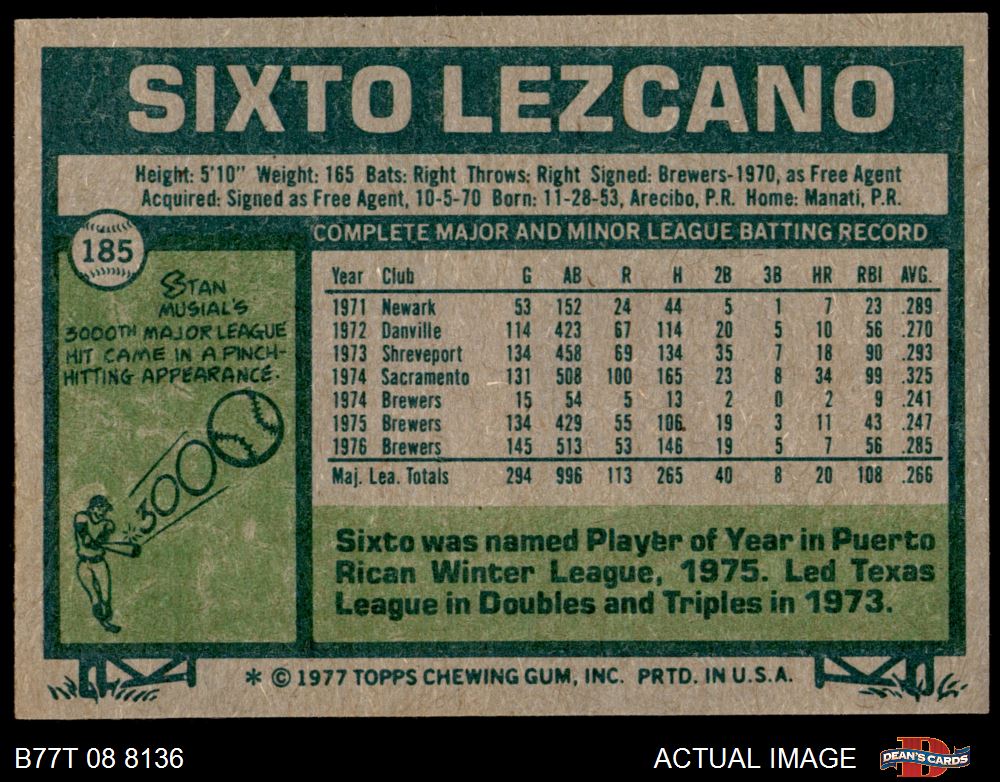 SIXTO LEZCANO
Height: 5'10" Weight: 165 Bats: Right Throws: Right Signed: Brewers-1970, as Free Agent
Acquired: Signed as Free Agent, 10-5-70 Born: 11-28-53, Arecibo, P.R. Home: Manati, P.R.
185
COMPLETE MAJOR AND MINOR LEAGUE BATTING RECORD
STAN
MUSIAL'S
3000TH MAJOR LEAGUE
HIT CAME IN A PINCH-
HITTING APPEARANCE.
3000
Year Club G AB R H 2B 3B HR RBI AVG.
1971 Newark 53 152 24 44 5 1 7 23 .289
1972 Danville 114 423 67 114 20 5 10 56 .270
1973 Shreveport 134 458 69 134 35 7 18 90 .293
1974 Sacramento 131 508 100 165 23 8 34 99 .325
1974 Brewers 15 54 5 13 2 0 2 9 .241
1975 Brewers 134 429 55 106 19 3 11 43 .247
1976 Brewers 145 513 53 146 19 5 7 56 .285
Maj. Lea. Totals 294 996 113 265 40 8 20 108 .266
Sixto was named Player of Year in Puerto
Rican Winter League, 1975. Led Texas
League in Doubles and Triples in 1973.
* © 1977 TOPPS CHEWING GUM, INC. PRTD. IN U.S.A.
B77T 08 8136
ACTUAL IMAGE
D
DEAN'S CARDS